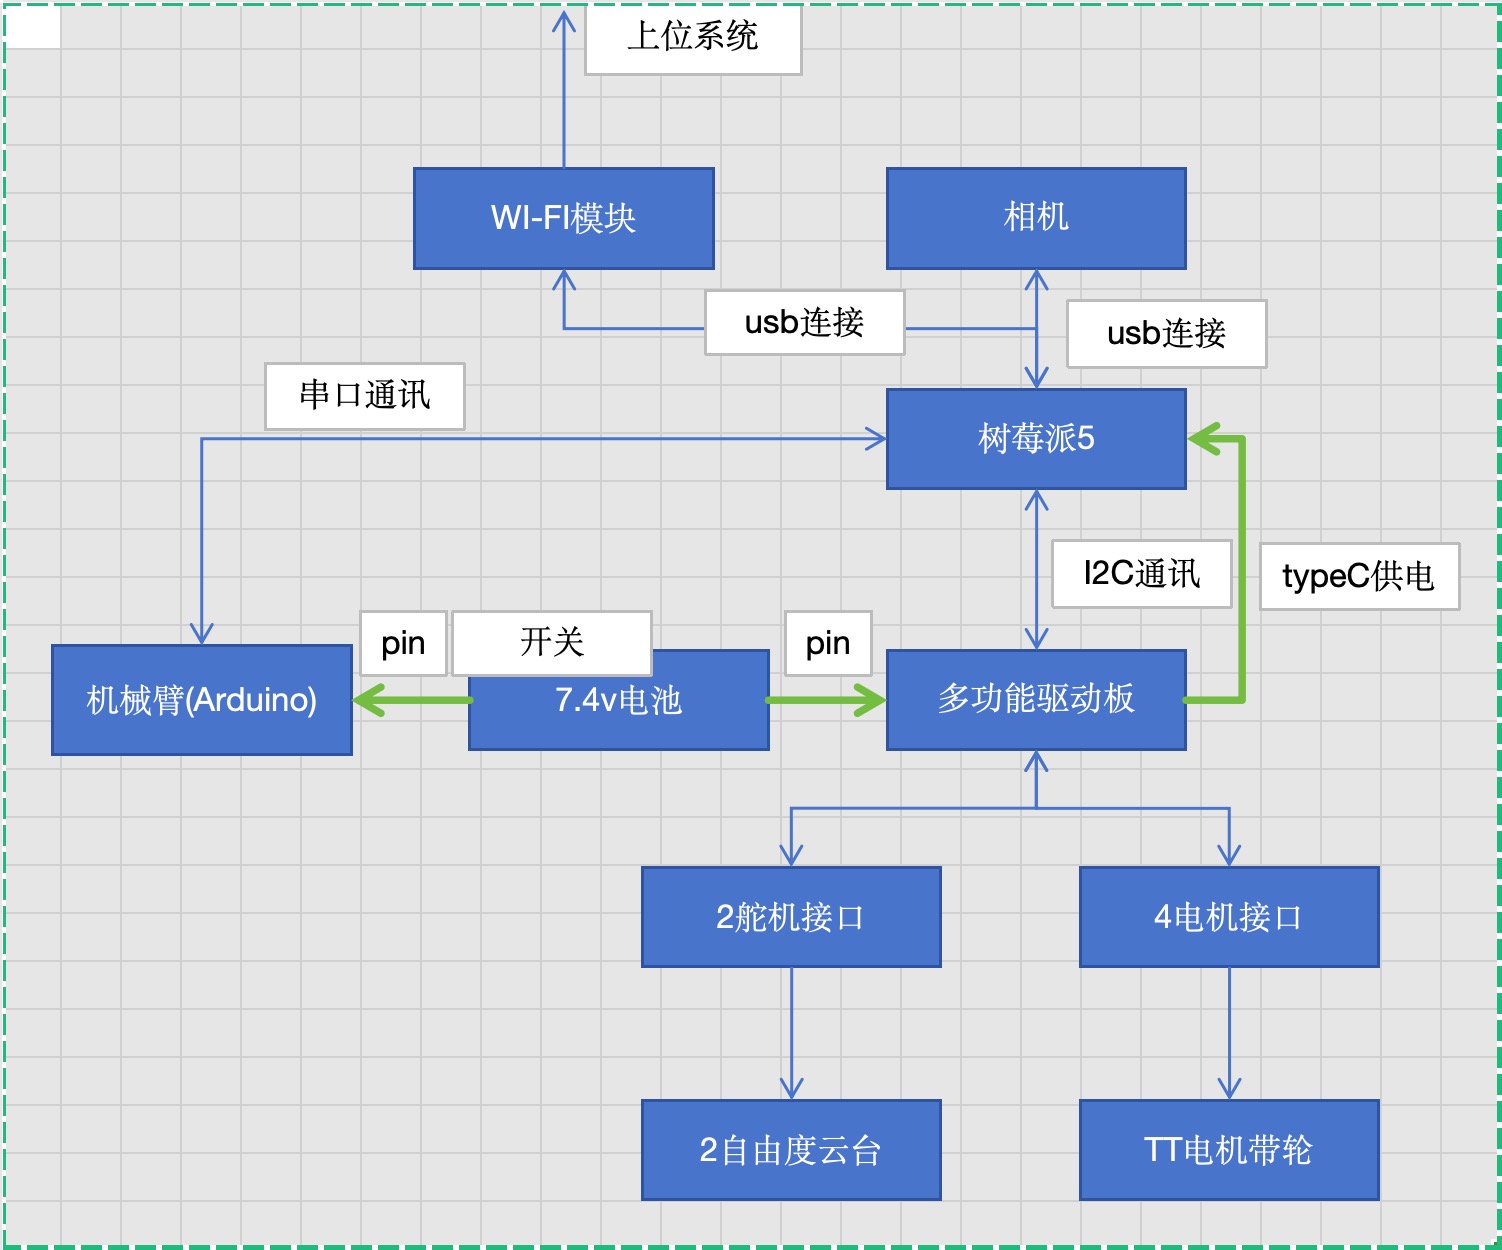 上位系统
WI-FI模块
相机
usb连接
usb连接
串口通讯
树莓派5
I2C通讯
typeC供电
pin
开关
pin
机械臂(Arduino)
7.4v电池
多功能驱动板
2舵机接口
4电机接口
2自由度云台
TT电机带轮